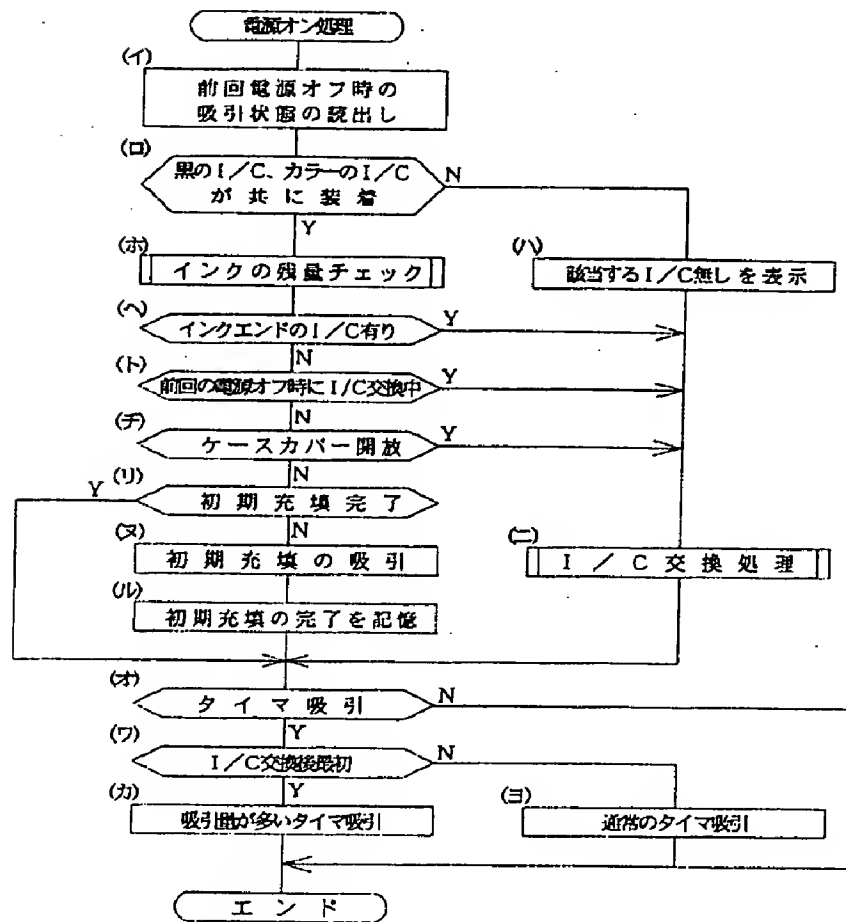 電源オン処理
(イ)
前回電源オフ時の
吸引状態の読出し
(ロ)
黒のI/C、カラーのI/C
が共に装着
N
Y
(ホ)
インクの残量チェック
(ハ)
該当するI/C無しを表示
(ヘ)
インクエンドのI/C有り
Y
N
(ト)
前回の電源オフ時にI/C交換中
Y
N
(チ)
ケースカバー開放
Y
N
(リ)
Y
初期充填完了
N
(ヌ)
初期充填の吸引
(ニ)
I/C交換処理
(ル)
初期充填の完了を記憶
(オ)
タイマ吸引
N
Y
(ワ)
I/C交換後最初
N
Y
(カ)
吸引量が多いタイマ吸引
(ヨ)
通常のタイマ吸引
エンド